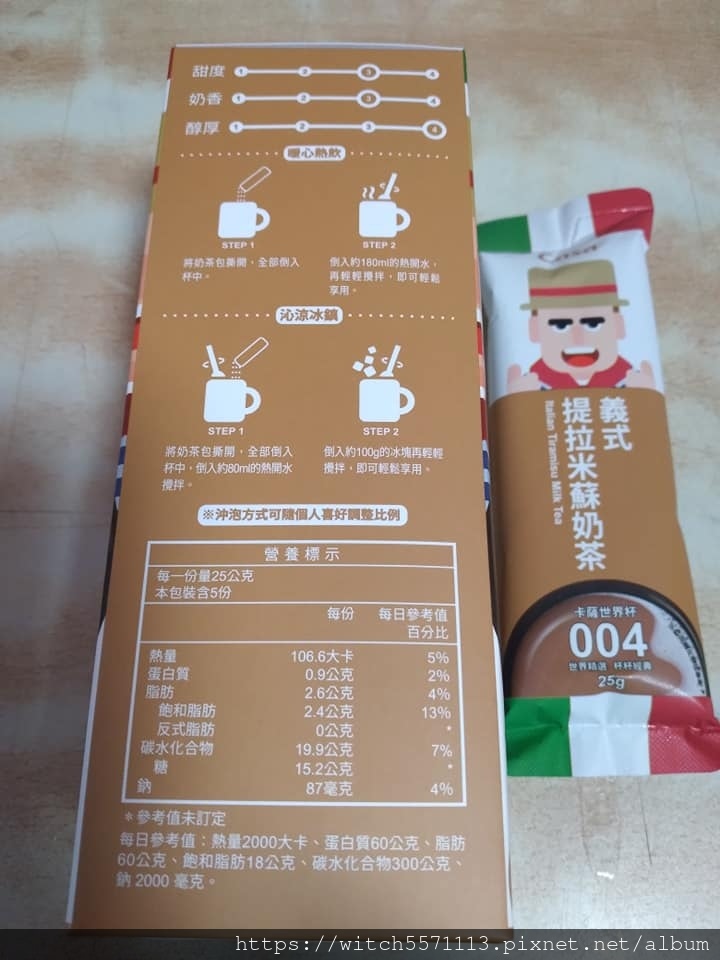 甜度 1 2 3 4
奶香 1 2 3 4
醇厚 1 2 3 4
暖心熱飲
STEP 1
STEP 2
將奶茶包撕開，全部倒入
杯中。
倒入約180ml的熱開水，
再輕輕攪拌，即可輕鬆
享用。
沁涼冰鎮
STEP 1
STEP 2
將奶茶包撕開，全部倒入
杯中，倒入約80ml的熱開水
攪拌。
倒入約100g的冰塊再輕輕
攪拌，即可輕鬆享用。
※沖泡方式可隨個人喜好調整比例
營養標示
每一份量25公克
本包裝含5份
每份 每日參考值
百分比
熱量 106.6大卡 5%
蛋白質 0.9公克 2%
脂肪 2.6公克 4%
飽和脂肪 2.4公克 13%
反式脂肪 0公克 *
碳水化合物 19.9公克 7%
糖 15.2公克 *
鈉 87毫克 4%
＊參考值未訂定
每日參考值：熱量2000大卡、蛋白質60公克、脂肪
60公克、飽和脂肪18公克、碳水化合物300公克、
鈉 2000 毫克。
Casa
義式
提拉米蘇奶茶
Italian Tiramisu Milk Tea
卡薩世界杯
004
世界精選 杯杯經典
25g
https://witch5571113.pixnet.net/album